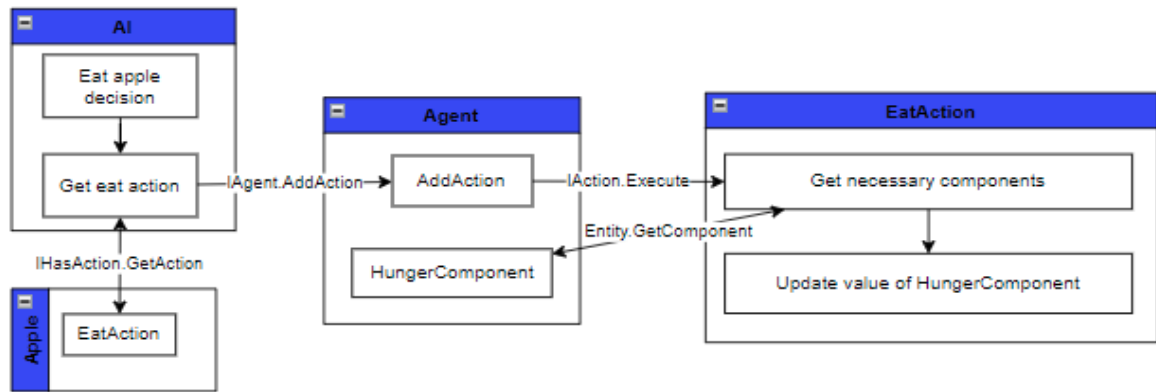 AI
Eat apple
decision
Get eat action
IHasAction.GetAction
Apple
EatAction
IAgent.AddAction
Agent
AddAction
HungerComponent
IAction.Execute
Entity.GetComponent
EatAction
Get necessary components
Update value of HungerComponent